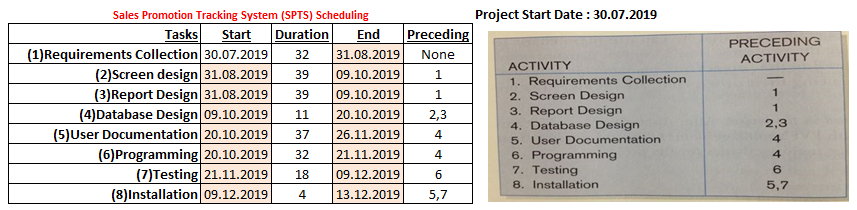 Sales Promotion Tracking System (SPTS) Scheduling
Tasks Start Duration End Preceding
(1)Requirements Collection 30.07.2019 32 31.08.2019 None
(2)Screen design 31.08.2019 39 09.10.2019 1
(3)Report Design 31.08.2019 39 09.10.2019 1
(4)Database Design 09.10.2019 11 20.10.2019 2,3
(5)User Documentation 20.10.2019 37 26.11.2019 4
(6)Programming 20.10.2019 32 21.11.2019 4
(7)Testing 21.11.2019 18 09.12.2019 6
(8)Installation 09.12.2019 4 13.12.2019 5,7
Project Start Date : 30.07.2019
PRECEDING
ACTIVITY ACTIVITY
1. Requirements Collection —
2. Screen Design 1
3. Report Design 1
4. Database Design 2,3
5. User Documentation 4
6. Programming 4
7. Testing 6
8. Installation 5,7